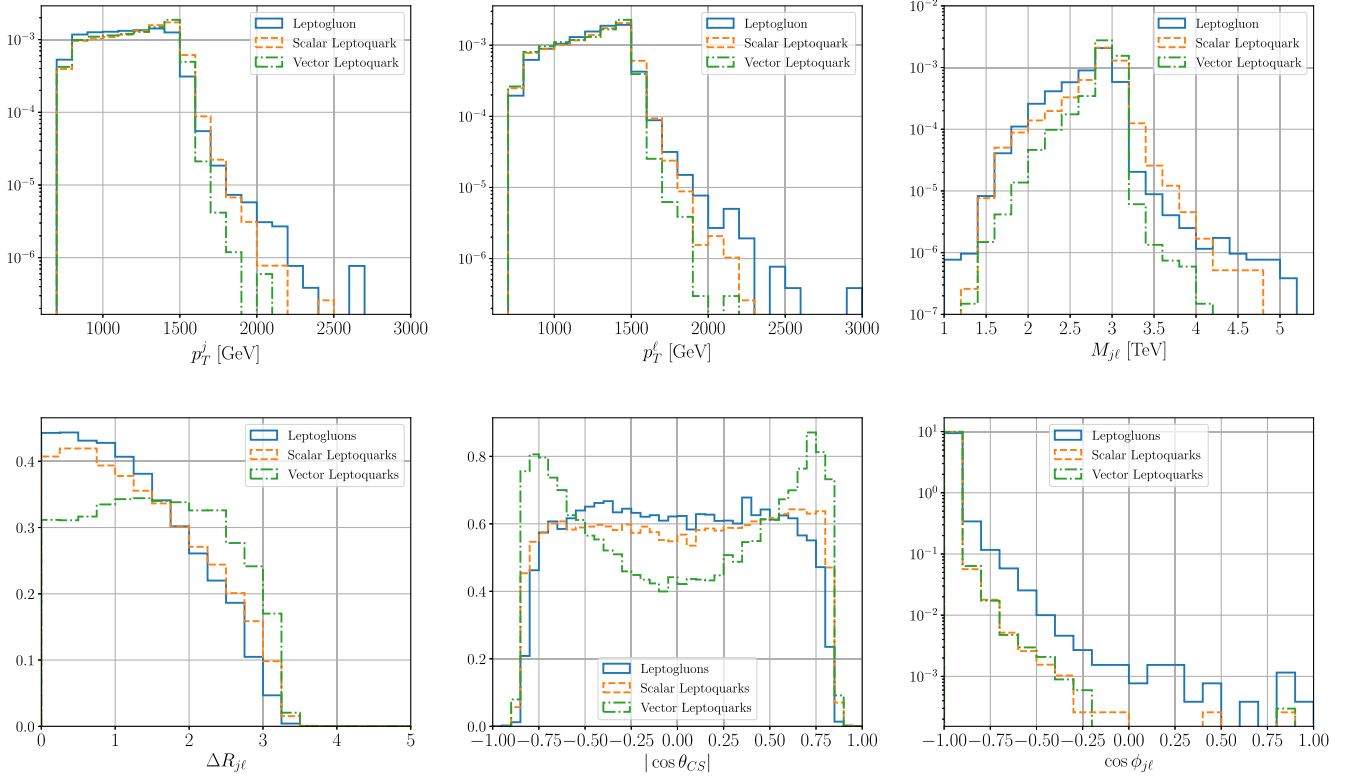 10⁻³
10⁻⁴
10⁻⁵
10⁻⁶
1000 1500 2000 2500 3000
p_T^j [GeV]
Leptogluon
Scalar Leptoquark
Vector Leptoquark
10⁻³
10⁻⁴
10⁻⁵
10⁻⁶
1000 1500 2000 2500 3000
p_T^ℓ [GeV]
Leptogluon
Scalar Leptoquark
Vector Leptoquark
10⁻²
10⁻³
10⁻⁴
10⁻⁵
10⁻⁶
10⁻⁷
1 1.5 2 2.5 3 3.5 4 4.5 5
M_{jℓ} [TeV]
Leptogluon
Scalar Leptoquark
Vector Leptoquark
0.4
0.3
0.2
0.1
0.0
0 1 2 3 4 5
ΔR_{jℓ}
Leptogluons
Scalar Leptoquarks
Vector Leptoquarks
0.8
0.6
0.4
0.2
0.0
−1.00 −0.75 −0.50 −0.25 0.00 0.25 0.50 0.75 1.00
|cos θ_{CS}|
Leptogluons
Scalar Leptoquarks
Vector Leptoquarks
10¹
10⁰
10⁻¹
10⁻²
10⁻³
−1.00 −0.75 −0.50 −0.25 0.00 0.25 0.50 0.75 1.00
cos φ_{jℓ}
Leptogluons
Scalar Leptoquarks
Vector Leptoquarks